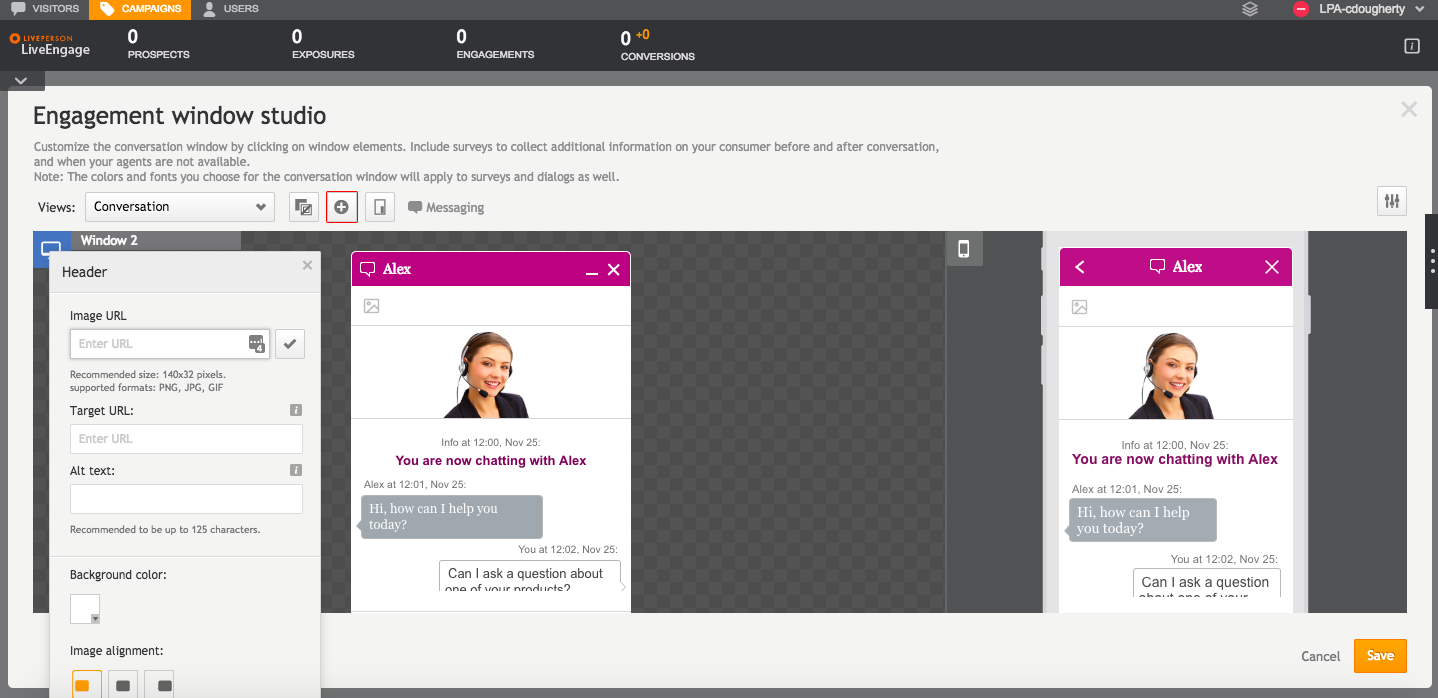 VISITORS
CAMPAIGNS
USERS
LPA-cdougherty
LIVEPERSON
LiveEngage
0
PROSPECTS
0
EXPOSURES
0
ENGAGEMENTS
0 +0
CONVERSIONS
i
Engagement window studio
Customize the conversation window by clicking on window elements. Include surveys to collect additional information on your consumer before and after conversation,
and when your agents are not available.
Note: The colors and fonts you choose for the conversation window will apply to surveys and dialogs as well.
Views:
Conversation
Messaging
Window 2
Header
Image URL
Enter URL
4
Recommended size: 140x32 pixels.
supported formats: PNG, JPG, GIF
Target URL:
i
Enter URL
Alt text:
i
Recommended to be up to 125 characters.
Background color:
Image alignment:
Alex
Info at 12:00, Nov 25:
You are now chatting with Alex
Alex at 12:01, Nov 25:
Hi, how can I help you
today?
You at 12:02, Nov 25:
Can I ask a question about
one of your products?
Alex
Info at 12:00, Nov 25:
You are now chatting with Alex
Alex at 12:01, Nov 25:
Hi, how can I help
you today?
You at 12:02, Nov 25:
Can I ask a question
about one of your
Cancel
Save